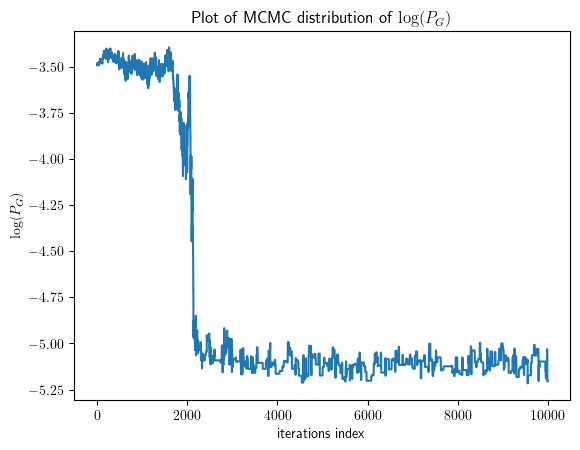 Plot of MCMC distribution of log(P_G)
log(P_G)
−3.50
−3.75
−4.00
−4.25
−4.50
−4.75
−5.00
−5.25
0 2000 4000 6000 8000 10000
iterations index